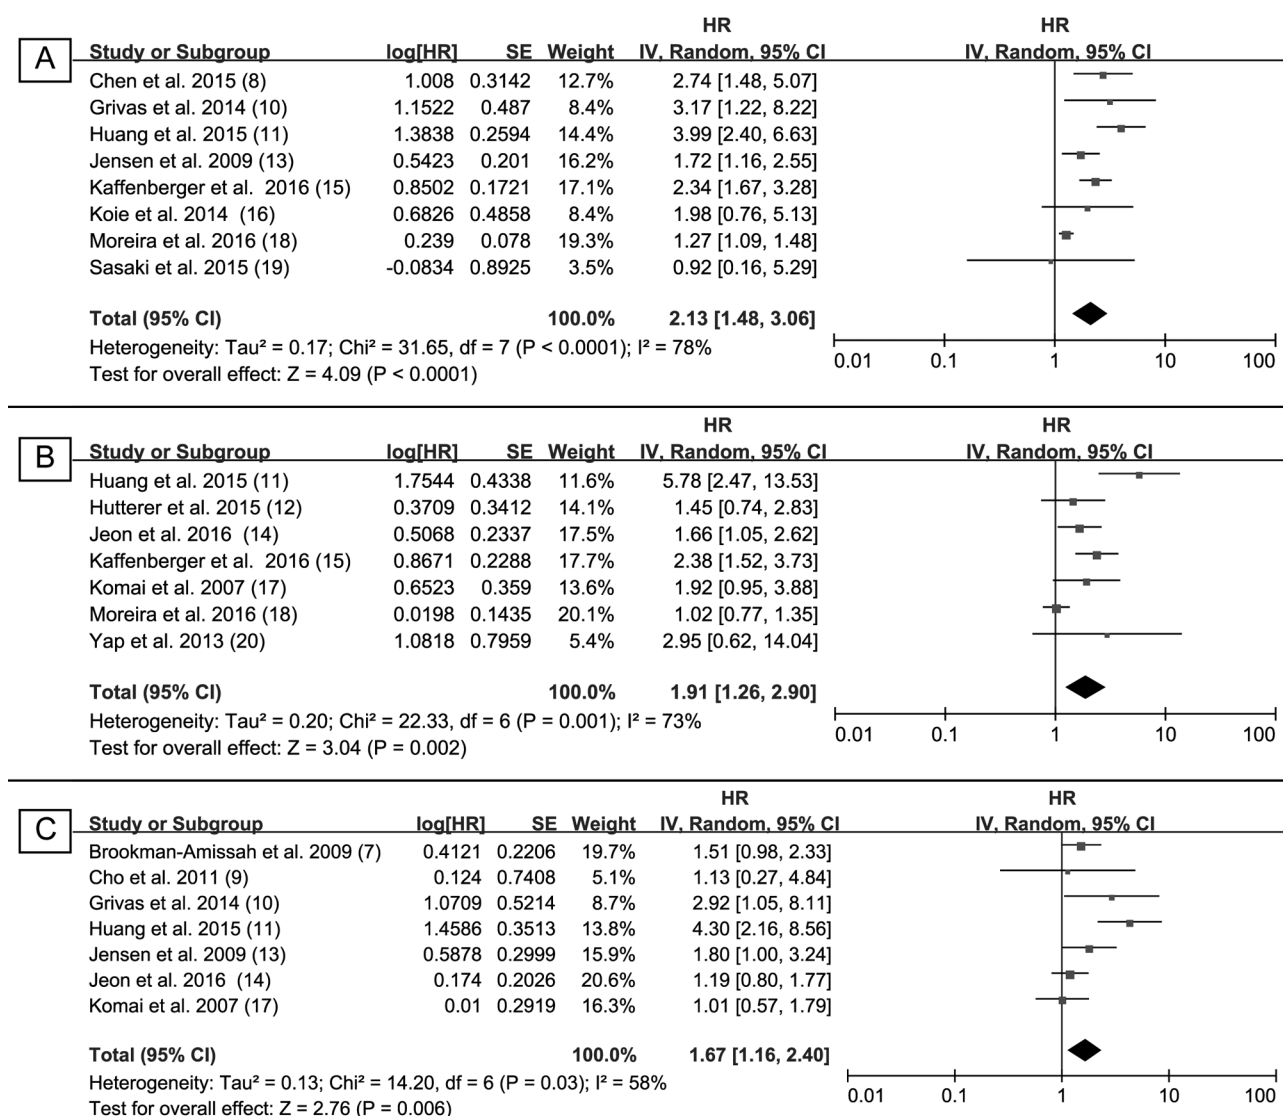 A
HR HR
Study or Subgroup log[HR] SE Weight IV, Random, 95% CI IV, Random, 95% CI
Chen et al. 2015 (8) 1.008 0.3142 12.7% 2.74 [1.48, 5.07]
Grivas et al. 2014 (10) 1.1522 0.487 8.4% 3.17 [1.22, 8.22]
Huang et al. 2015 (11) 1.3838 0.2594 14.4% 3.99 [2.40, 6.63]
Jensen et al. 2009 (13) 0.5423 0.201 16.2% 1.72 [1.16, 2.55]
Kaffenberger et al. 2016 (15) 0.8502 0.1721 17.1% 2.34 [1.67, 3.28]
Koie et al. 2014 (16) 0.6826 0.4858 8.4% 1.98 [0.76, 5.13]
Moreira et al. 2016 (18) 0.239 0.078 19.3% 1.27 [1.09, 1.48]
Sasaki et al. 2015 (19) -0.0834 0.8925 3.5% 0.92 [0.16, 5.29]
Total (95% CI) 100.0% 2.13 [1.48, 3.06]
Heterogeneity: Tau² = 0.17; Chi² = 31.65, df = 7 (P < 0.0001); I² = 78%
0.01 0.1 1 10 100
Test for overall effect: Z = 4.09 (P < 0.0001)
B
HR HR
Study or Subgroup log[HR] SE Weight IV, Random, 95% CI IV, Random, 95% CI
Huang et al. 2015 (11) 1.7544 0.4338 11.6% 5.78 [2.47, 13.53]
Hutterer et al. 2015 (12) 0.3709 0.3412 14.1% 1.45 [0.74, 2.83]
Jeon et al. 2016 (14) 0.5068 0.2337 17.5% 1.66 [1.05, 2.62]
Kaffenberger et al. 2016 (15) 0.8671 0.2288 17.7% 2.38 [1.52, 3.73]
Komai et al. 2007 (17) 0.6523 0.359 13.6% 1.92 [0.95, 3.88]
Moreira et al. 2016 (18) 0.0198 0.1435 20.1% 1.02 [0.77, 1.35]
Yap et al. 2013 (20) 1.0818 0.7959 5.4% 2.95 [0.62, 14.04]
Total (95% CI) 100.0% 1.91 [1.26, 2.90]
Heterogeneity: Tau² = 0.20; Chi² = 22.33, df = 6 (P = 0.001); I² = 73%
0.01 0.1 1 10 100
Test for overall effect: Z = 3.04 (P = 0.002)
C
HR HR
Study or Subgroup log[HR] SE Weight IV, Random, 95% CI IV, Random, 95% CI
Brookman-Amissah et al. 2009 (7) 0.4121 0.2206 19.7% 1.51 [0.98, 2.33]
Cho et al. 2011 (9) 0.124 0.7408 5.1% 1.13 [0.27, 4.84]
Grivas et al. 2014 (10) 1.0709 0.5214 8.7% 2.92 [1.05, 8.11]
Huang et al. 2015 (11) 1.4586 0.3513 13.8% 4.30 [2.16, 8.56]
Jensen et al. 2009 (13) 0.5878 0.2999 15.9% 1.80 [1.00, 3.24]
Jeon et al. 2016 (14) 0.174 0.2026 20.6% 1.19 [0.80, 1.77]
Komai et al. 2007 (17) 0.01 0.2919 16.3% 1.01 [0.57, 1.79]
Total (95% CI) 100.0% 1.67 [1.16, 2.40]
Heterogeneity: Tau² = 0.13; Chi² = 14.20, df = 6 (P = 0.03); I² = 58%
0.01 0.1 1 10 100
Test for overall effect: Z = 2.76 (P = 0.006)